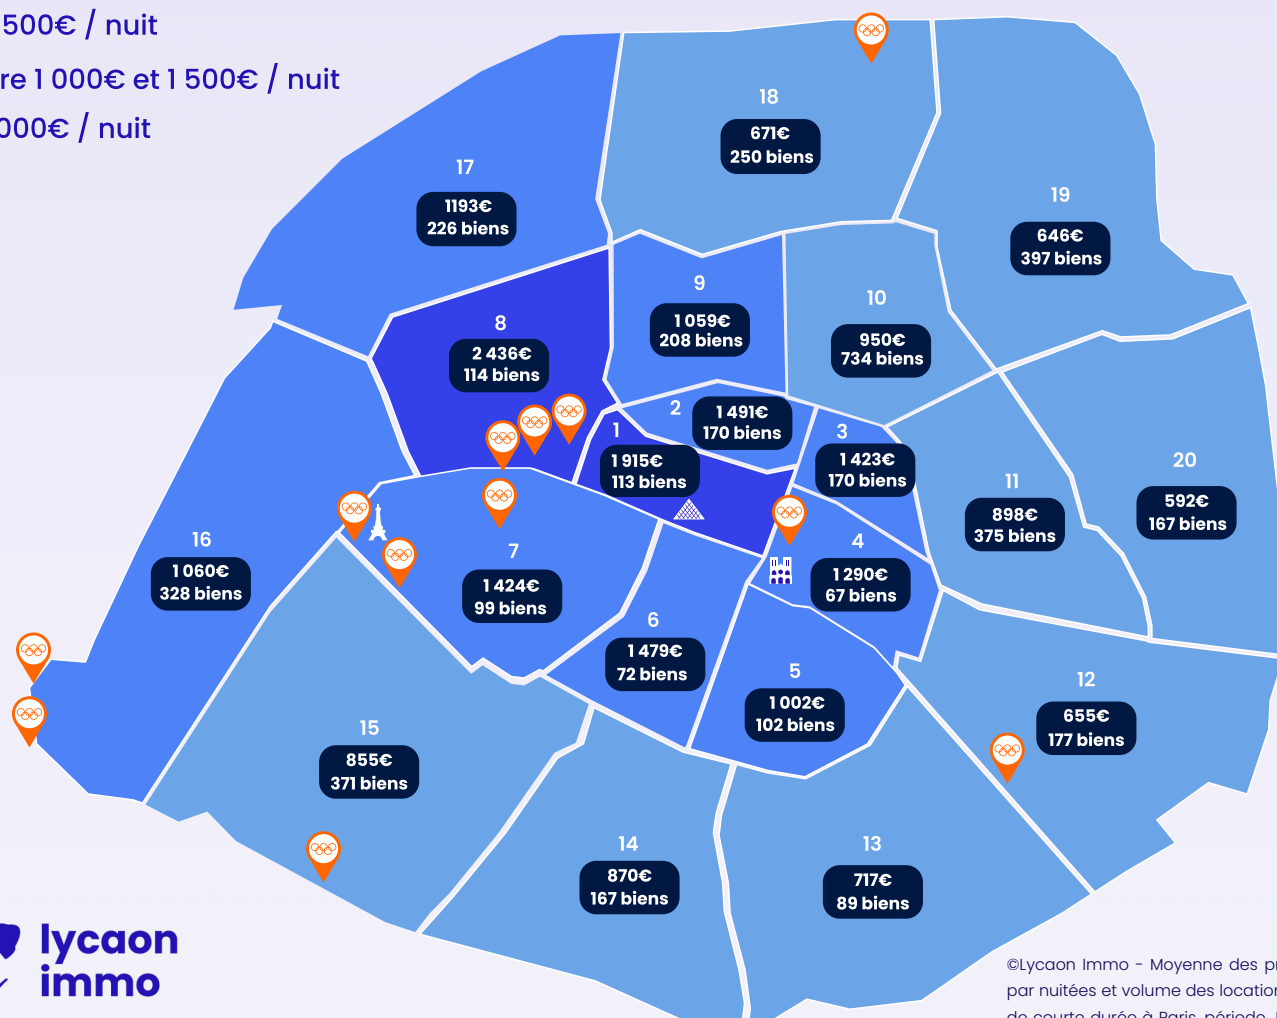 500€ / nuit
1 000€ et 1 500€ / nuit
/ nuit
18
671€
250 biens
17
1193€
226 biens
19
646€
397 biens
9
1 059€
208 biens
10
950€
734 biens
8
2 436€
114 biens
2
1 491€
170 biens
1
1 915€
113 biens
3
1 423€
170 biens
20
592€
167 biens
11
898€
375 biens
16
1 060€
328 biens
7
1 424€
99 biens
4
1 290€
67 biens
6
1 479€
72 biens
5
1 002€
102 biens
12
655€
177 biens
15
855€
371 biens
14
870€
167 biens
13
717€
89 biens
lycaon
immo
©Lycaon Immo - Moyenne des
par nuitées et volume des
de courte durée à Paris, période